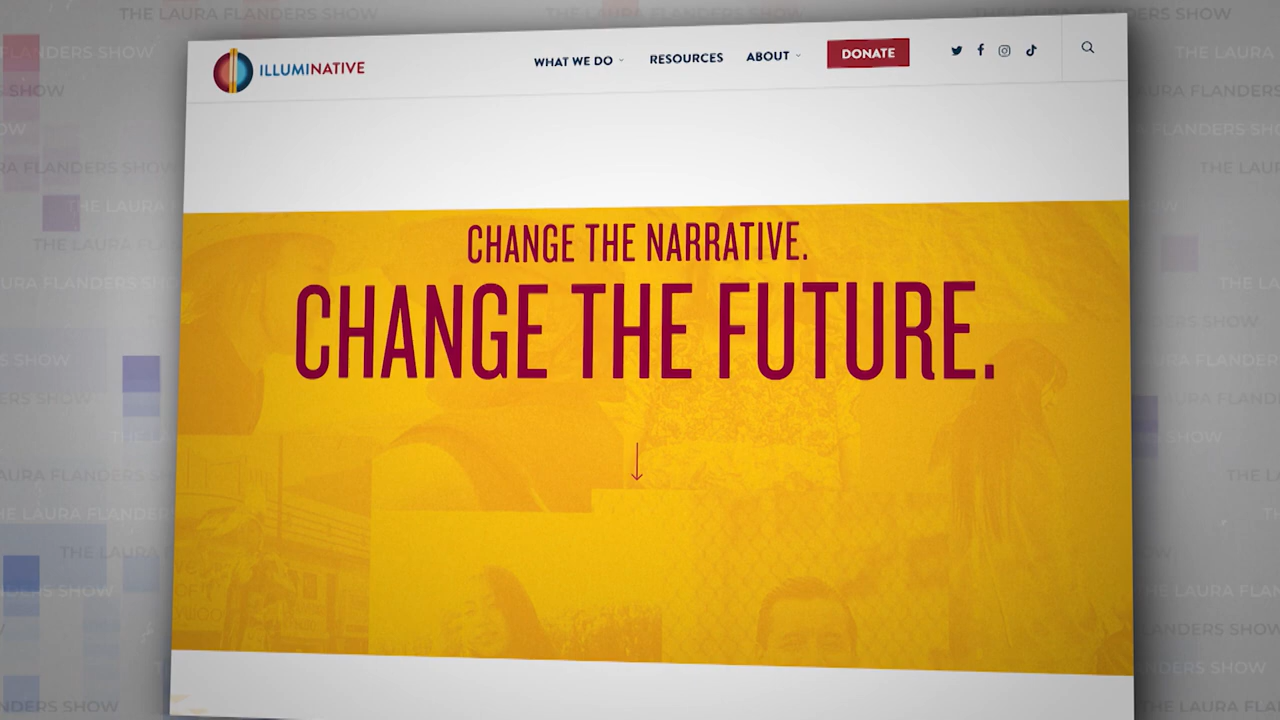 THE LAURA FLANDERS SHOW
ILLUMINATIVE
WHAT WE DO
RESOURCES
ABOUT
DONATE
CHANGE THE NARRATIVE.
CHANGE THE FUTURE.